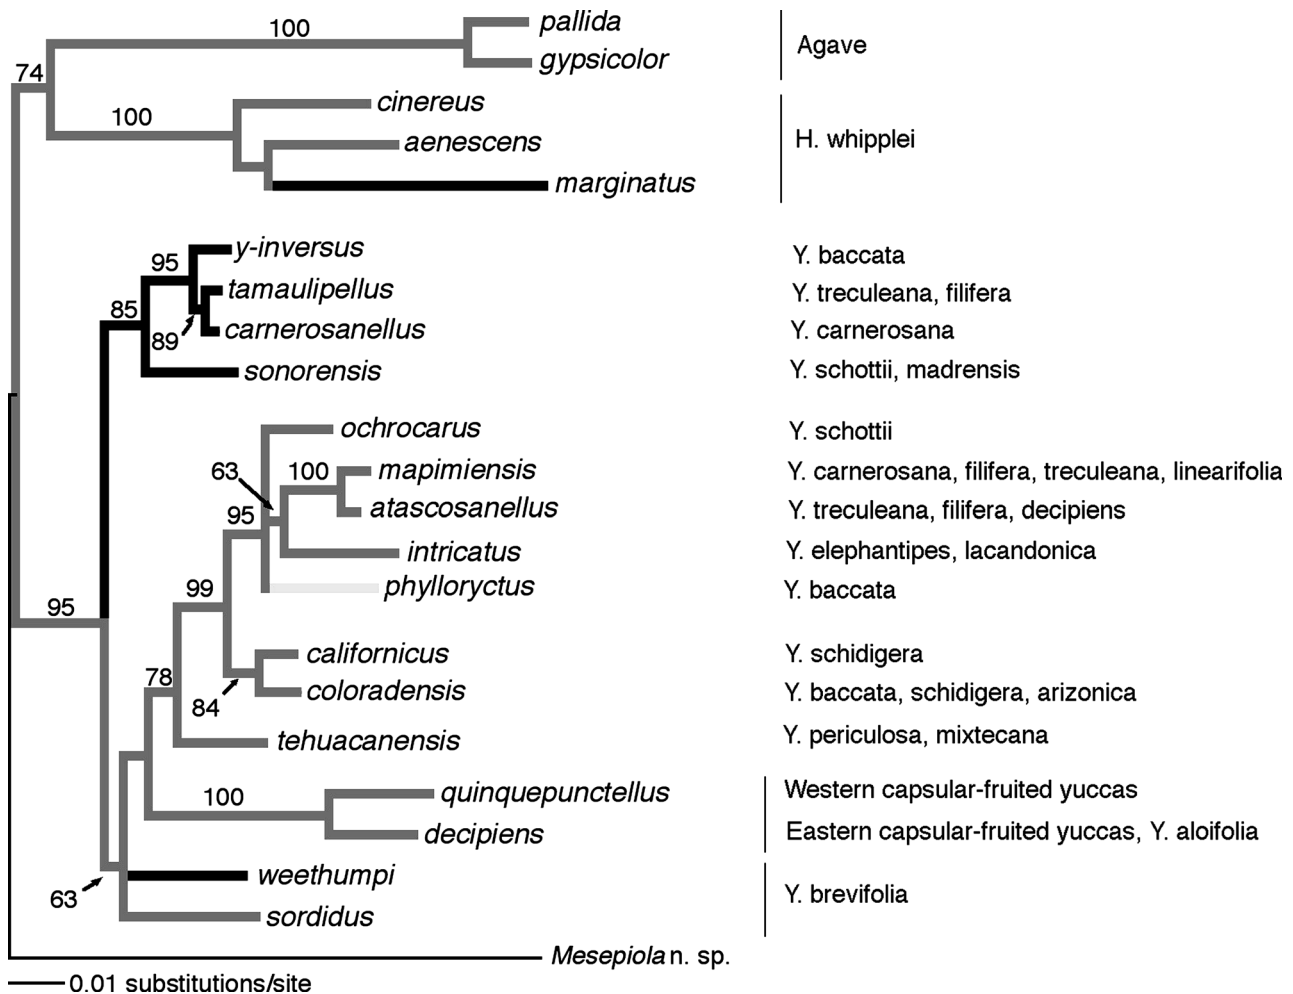 100
pallida
gypsicolor
Agave
74
100
cinereus
aenescens
marginatus
H. whipplei
95
y-inversus
Y. baccata
tamaulipellus
Y. treculeana, filifera
85
89
carnerosanellus
Y. carnerosana
sonorensis
Y. schottii, madrensis
ochrocarus
Y. schottii
63
100
mapimiensis
Y. carnerosana, filifera, treculeana, linearifolia
95
atascosanellus
Y. treculeana, filifera, decipiens
intricatus
Y. elephantipes, lacandonica
99
phylloryctus
Y. baccata
95
californicus
Y. schidigera
78
84
coloradensis
Y. baccata, schidigera, arizonica
tehuacanensis
Y. periculosa, mixtecana
100
quinquepunctellus
Western capsular-fruited yuccas
decipiens
Eastern capsular-fruited yuccas, Y. aloifolia
weethumpi
63
sordidus
Y. brevifolia
Mesepiola n. sp.
0.01 substitutions/site